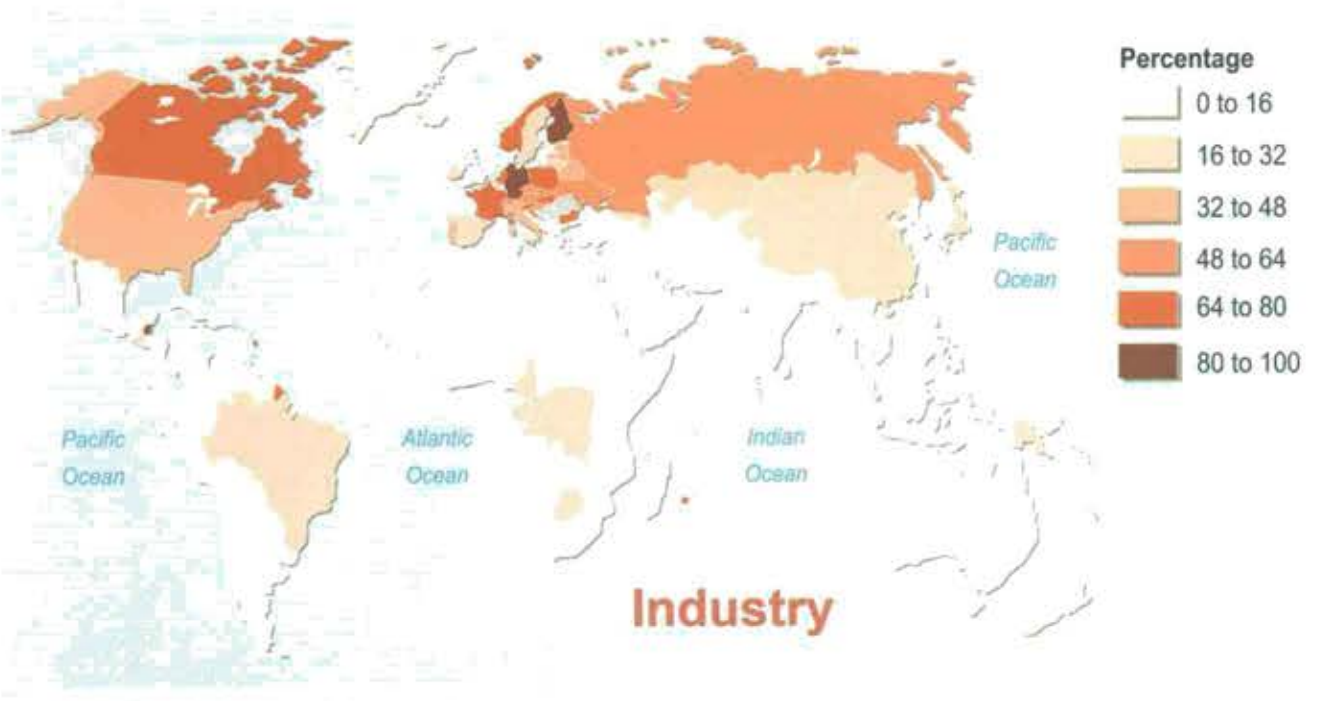 Percentage
0 to 16
16 to 32
32 to 48
48 to 64
64 to 80
80 to 100
Pacific
Ocean
Pacific
Ocean
Atlantic
Ocean
Indian
Ocean
Industry